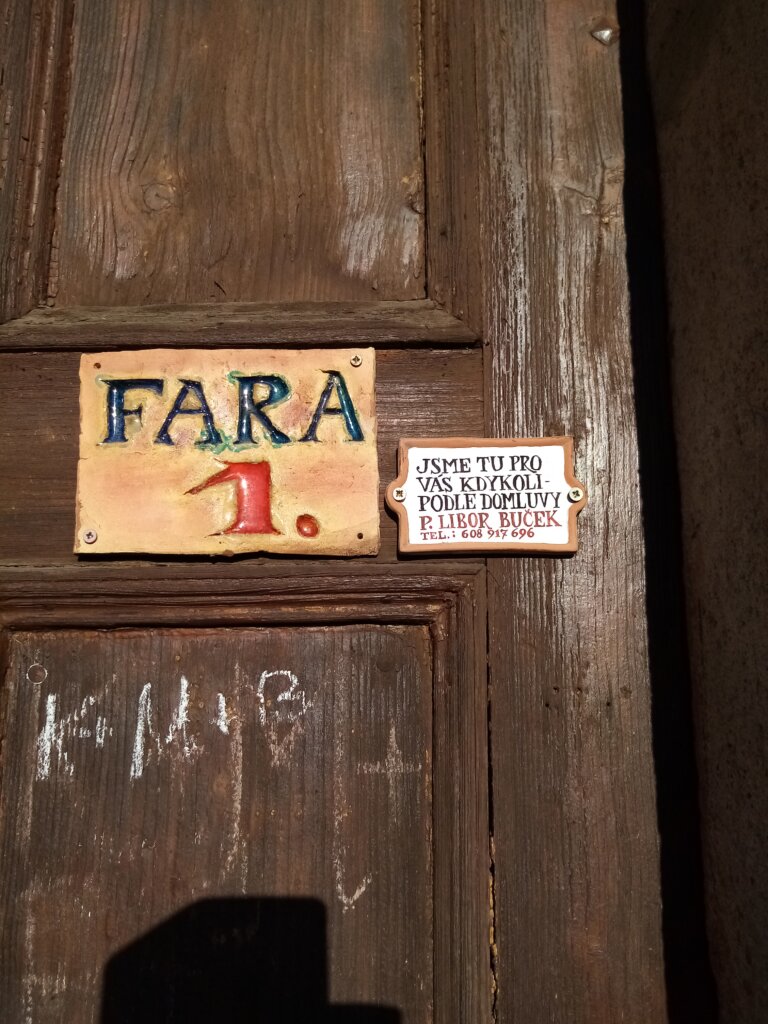 FARA
1.
JSME TU PRO
VÁS KDYKOLI-
PODLE DOMLUVY
P. LIBOR BUČEK
TEL.: 608 917 696
K+M+B